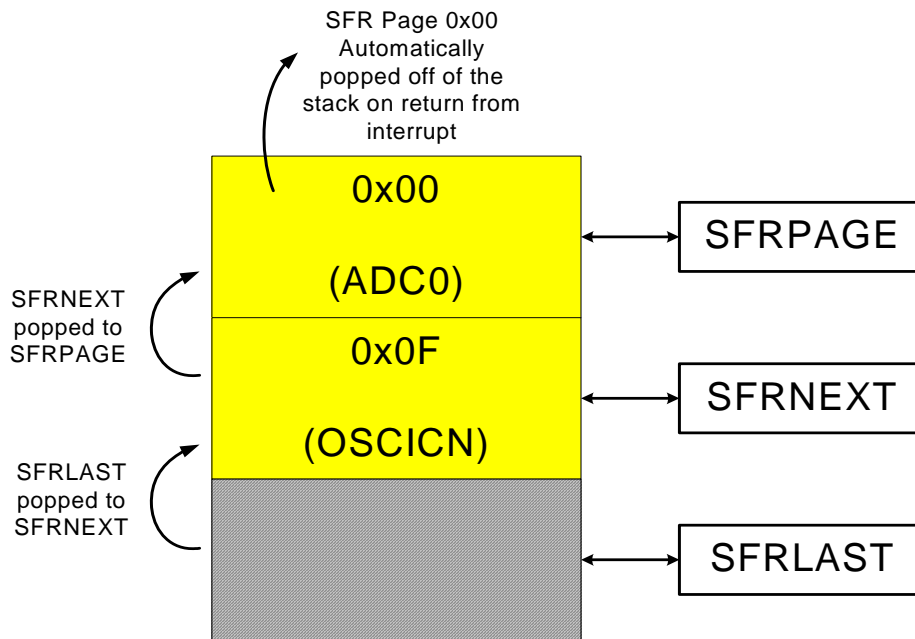 SFR Page 0x00
Automatically
popped off of the
stack on return from
interrupt
0x00
(ADC0)
SFRPAGE
SFRNEXT
popped to
SFRPAGE
0x0F
(OSCICN)
SFRNEXT
SFRLAST
popped to
SFRNEXT
SFRLAST